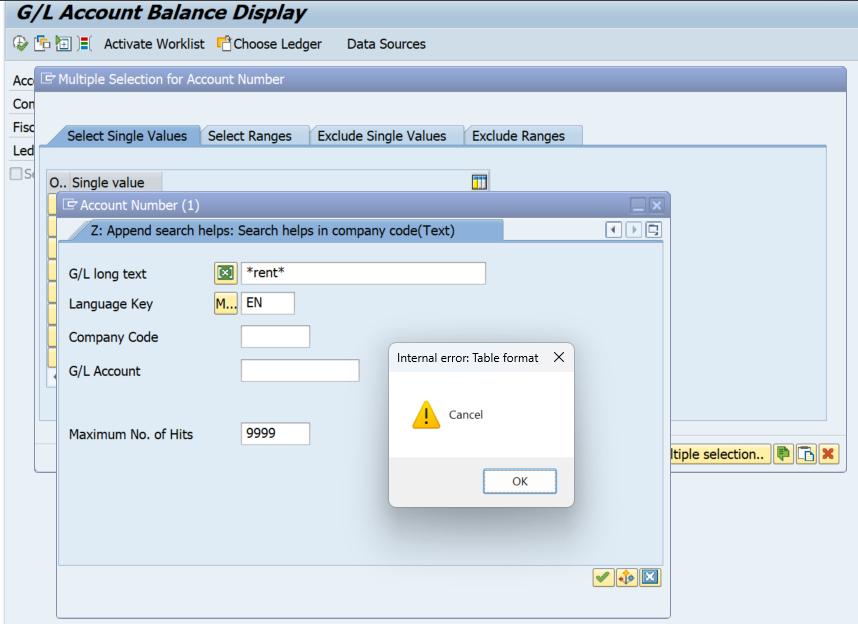 G/L Account Balance Display
Activate Worklist Choose Ledger Data Sources
Acc
Multiple Selection for Account Number
Con
Fisc
Select Single Values Select Ranges Exclude Single Values Exclude Ranges
Led
O.. Single value
Account Number (1)
Z: Append search helps: Search helps in company code(Text)
G/L long text *rent*
Language Key M... EN
Company Code
G/L Account
Maximum No. of Hits 9999
Internal error: Table format
Cancel
OK
ltiple selection..